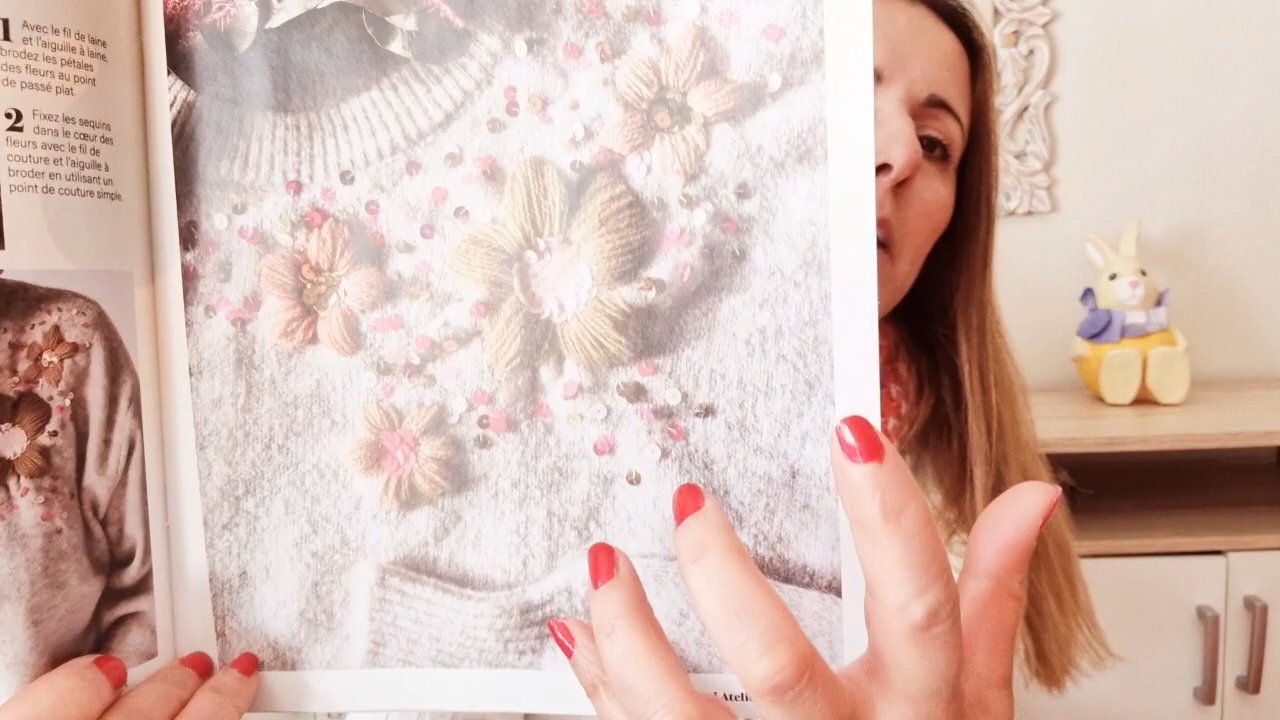 1 Avec le fil de laine
et l'aiguille à laine,
brodez les pétales
des fleurs au point
de passé plat.
2 Fixez les sequins
dans le cœur des
fleurs avec le fil de
couture et l'aiguille à
broder en utilisant un
point de couture simple.